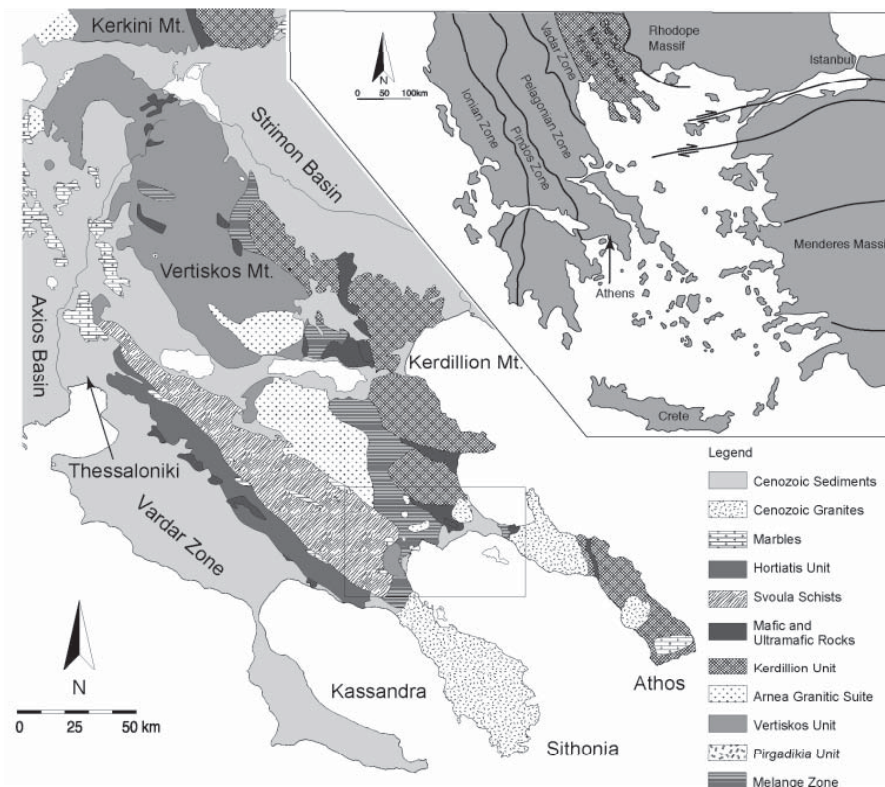 Kerkini Mt.
Strimon Basin
Vertiskos Mt.
Axios Basin
Kerdillion Mt.
Thessaloniki
Vardar Zone
N
0 25 50 km
Kassandra
Sithonia
Athos
N
0 50 100km
Ionian Zone
Pindos Zone
Pelagonian Zone
Vadar Zone
Massif
Rhodope
Massif
Istanbul
Menderes Massif
Athens
Crete
Legend
Cenozoic Sediments
Cenozoic Granites
Marbles
Hortiatis Unit
Svoula Schists
Mafic and
Ultramafic Rocks
Kerdillion Unit
Arnea Granitic Suite
Vertiskos Unit
Pirgadikia Unit
Melange Zone